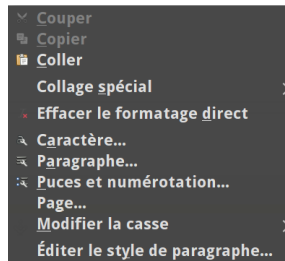 Couper
Copier
Coller
Collage spécial
Effacer le formatage direct
Caractère...
Paragraphe...
Puces et numérotation...
Page...
Modifier la casse
Éditer le style de paragraphe...